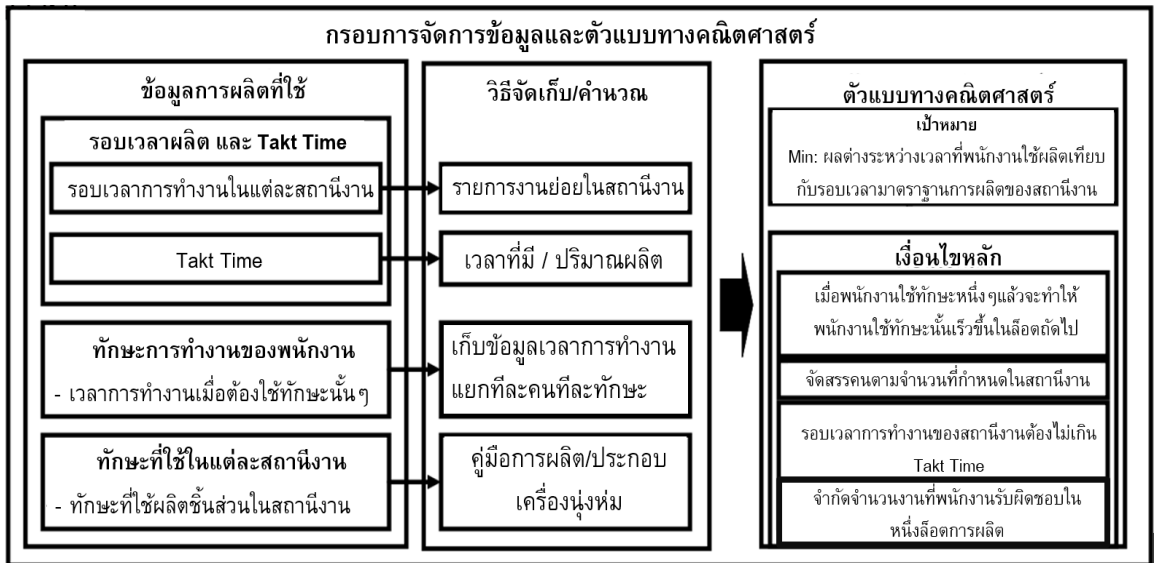 กรอบการจัดการข้อมูลและตัวแบบทางคณิตศาสตร์
ข้อมูลการผลิตที่ใช้
รอบเวลาผลิต และ Takt Time
รอบเวลาการทำงานในแต่ละสถานีงาน
Takt Time
ทักษะการทำงานของพนักงาน
- เวลาการทำงานเมื่อต้องใช้ทักษะนั้นๆ
ทักษะที่ใช้ในแต่ละสถานีงาน
- ทักษะที่ใช้ผลิตชิ้นส่วนในสถานีงาน
วิธีจัดเก็บ/คำนวณ
รายการงานย่อยในสถานีงาน
เวลาที่มี / ปริมาณผลิต
เก็บข้อมูลเวลาการทำงาน
แยกทีละคนทีละทักษะ
คู่มือการผลิต/ประกอบ
เครื่องนุ่งห่ม
ตัวแบบทางคณิตศาสตร์
เป้าหมาย
Min: ผลต่างระหว่างเวลาที่พนักงานใช้ผลิตเทียบ
กับรอบเวลามาตราฐานการผลิตของสถานีงาน
เงื่อนไขหลัก
เมื่อพนักงานใช้ทักษะหนึ่งๆแล้วจะทำให้
พนักงานใช้ทักษะนั้นเร็วขึ้นในล็อตถัดไป
จัดสรรคนตามจำนวนที่กำหนดในสถานีงาน
รอบเวลาการทำงานของสถานีงานต้องไม่เกิน
Takt Time
จำกัดจำนวนงานที่พนักงานรับผิดชอบใน
หนึ่งล็อตการผลิต